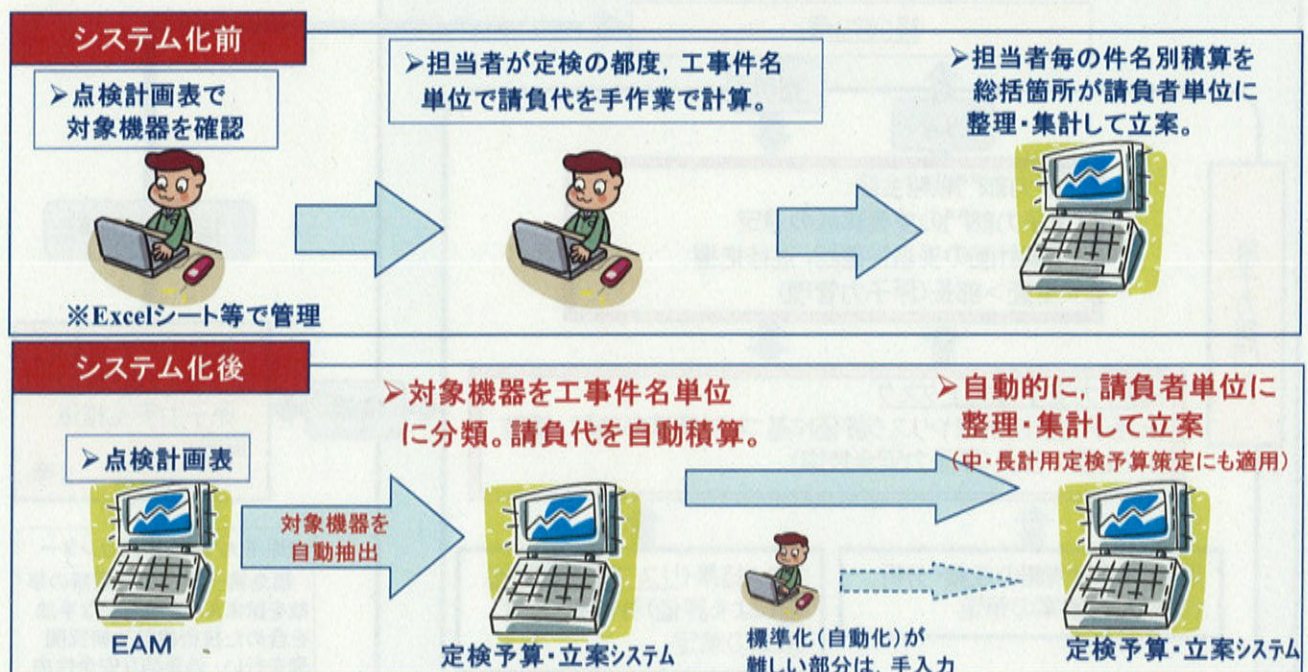 システム化前
➢点検計画表で
対象機器を確認
※Excelシート等で管理
➢担当者が定検の都度，工事件名
単位で請負代を手作業で計算。
➢担当者毎の件名別積算を
総括箇所が請負者単位に
整理・集計して立案。
システム化後
➢点検計画表
EAM
対象機器を
自動抽出
➢対象機器を工事件名単位
に分類。請負代を自動積算。
定検予算・立案システム
標準化（自動化）が
難しい部分は，手入力
➢自動的に，請負者単位に
整理・集計して立案
（中・長計用定検予算策定にも適用）
定検予算・立案システム